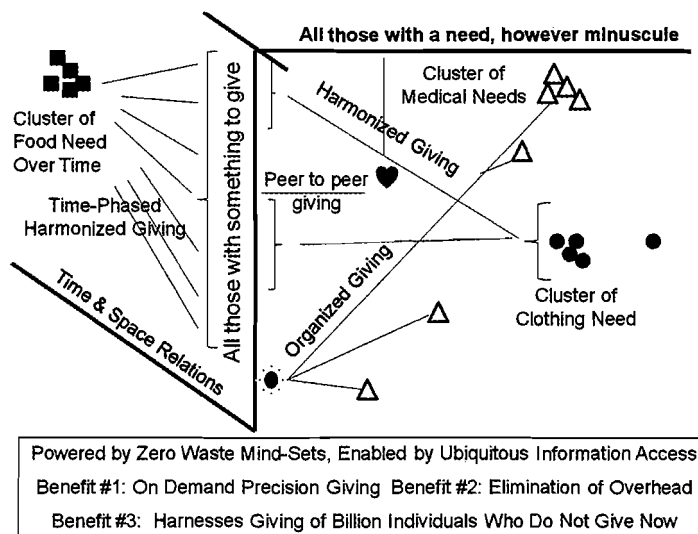 All those with a need, however minuscule
Cluster of
Food Need
Over Time
Time-Phased
Harmonized Giving
Time & Space Relations
All those with something to give
Harmonized Giving
Cluster of
Medical Needs
Peer to peer
giving
Organized Giving
Cluster of
Clothing Need
Powered by Zero Waste Mind-Sets, Enabled by Ubiquitous Information Access
Benefit #1: On Demand Precision Giving Benefit #2: Elimination of Overhead
Benefit #3: Harnesses Giving of Billion Individuals Who Do Not Give Now